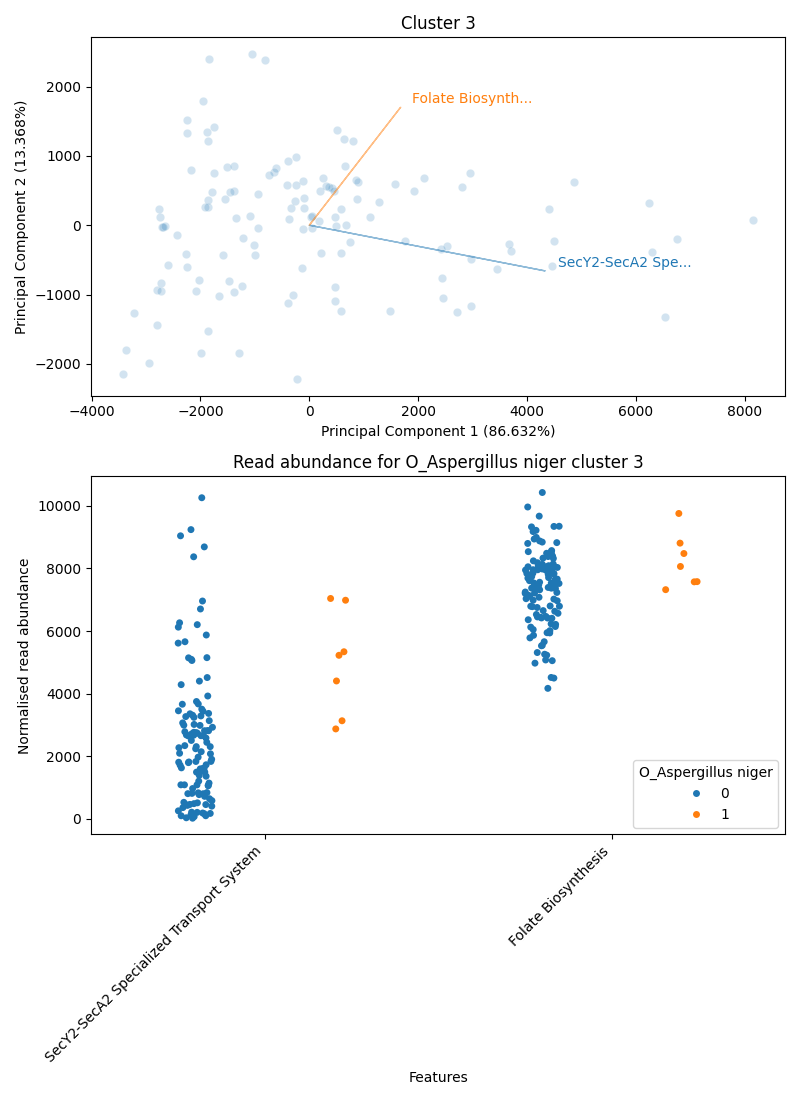 Cluster 3
Principal Component 2 (13.368%)
2000
1000
0
−1000
−2000
Folate Biosynth...
SecY2-SecA2 Spe...
−4000 −2000 0 2000 4000 6000 8000
Principal Component 1 (86.632%)
Read abundance for O_Aspergillus niger cluster 3
Normalised read abundance
10000
8000
6000
4000
2000
0
O_Aspergillus niger
0
1
SecY2-SecA2 Specialized Transport System
Folate Biosynthesis
Features